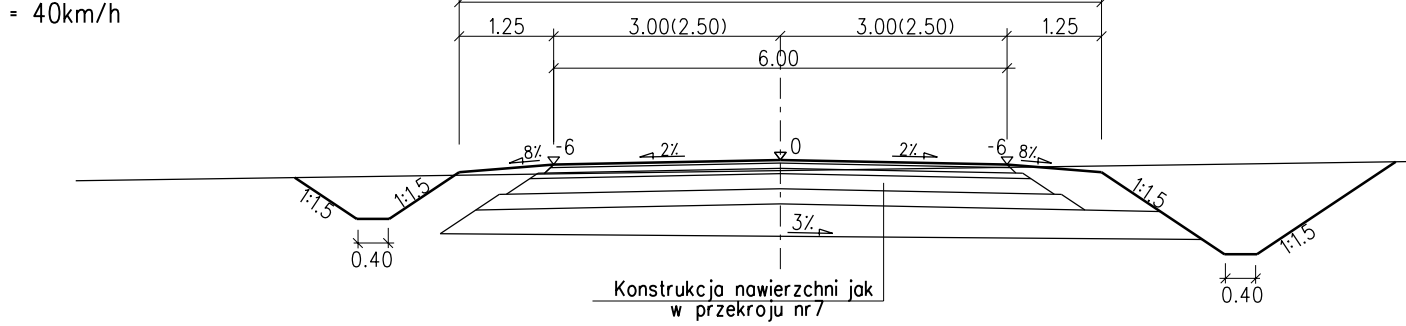 = 40km/h
1.25 3.00(2.50) 3.00(2.50) 1.25
6.00
8% -6 2% 0 2% -6 8%
1:1.5 1:1.5 1:1.5 1:1.5
3%
0.40 0.40
Konstrukcja nawierzchni jak
w przekroju nr7